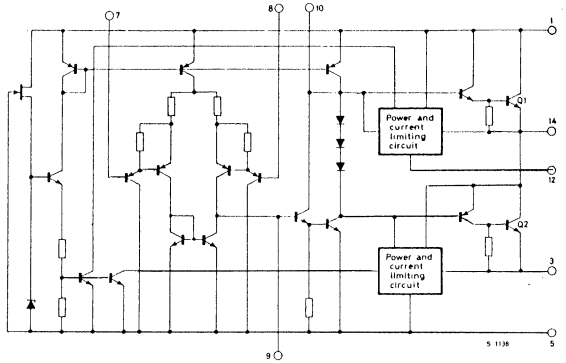 7
8
10
1
Q1
Power and
current
limiting
circuit
14
12
Q2
Power and
current
limiting
circuit
3
5
S 1138
9